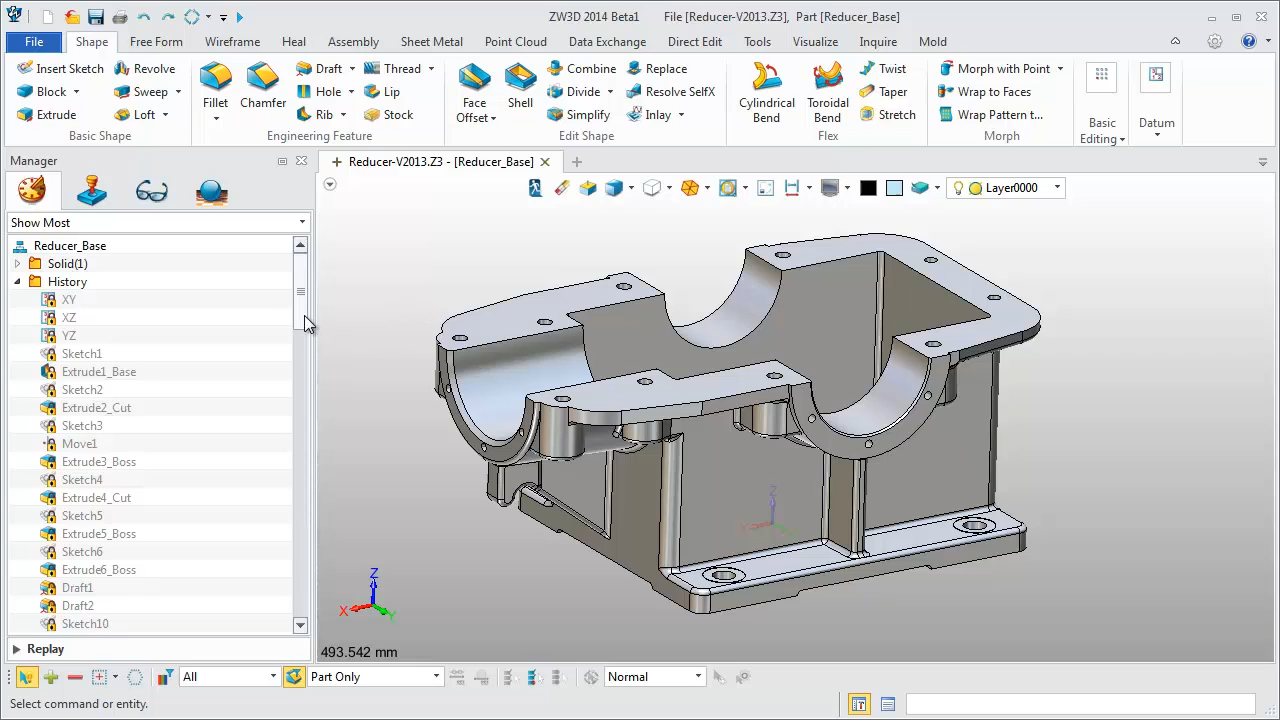 ZW3D 2014 Beta1 File [Reducer-V2013.Z3], Part [Reducer_Base]
File Shape Free Form Wireframe Heal Assembly Sheet Metal Point Cloud Data Exchange Direct Edit Tools Visualize Inquire Mold
Insert Sketch Revolve Draft Thread Combine Replace Twist Morph with Point
Block Sweep Hole Lip Divide Resolve SelfX Taper Wrap to Faces
Extrude Loft Rib Stock Simplify Inlay Stretch Wrap Pattern t...
Fillet Chamfer Face Offset Shell Cylindrical Bend Toroidal Bend Basic Editing Datum
Basic Shape Engineering Feature Edit Shape Flex Morph
Manager
Reducer-V2013.Z3 - [Reducer_Base]
Layer0000
Show Most
Reducer_Base
Solid(1)
History
XY
XZ
YZ
Sketch1
Extrude1_Base
Sketch2
Extrude2_Cut
Sketch3
Move1
Extrude3_Boss
Sketch4
Extrude4_Cut
Sketch5
Extrude5_Boss
Sketch6
Extrude6_Boss
Draft1
Draft2
Sketch10
Z
Z
X
Y
493.542 mm
Replay
All Part Only Normal
Select command or entity.